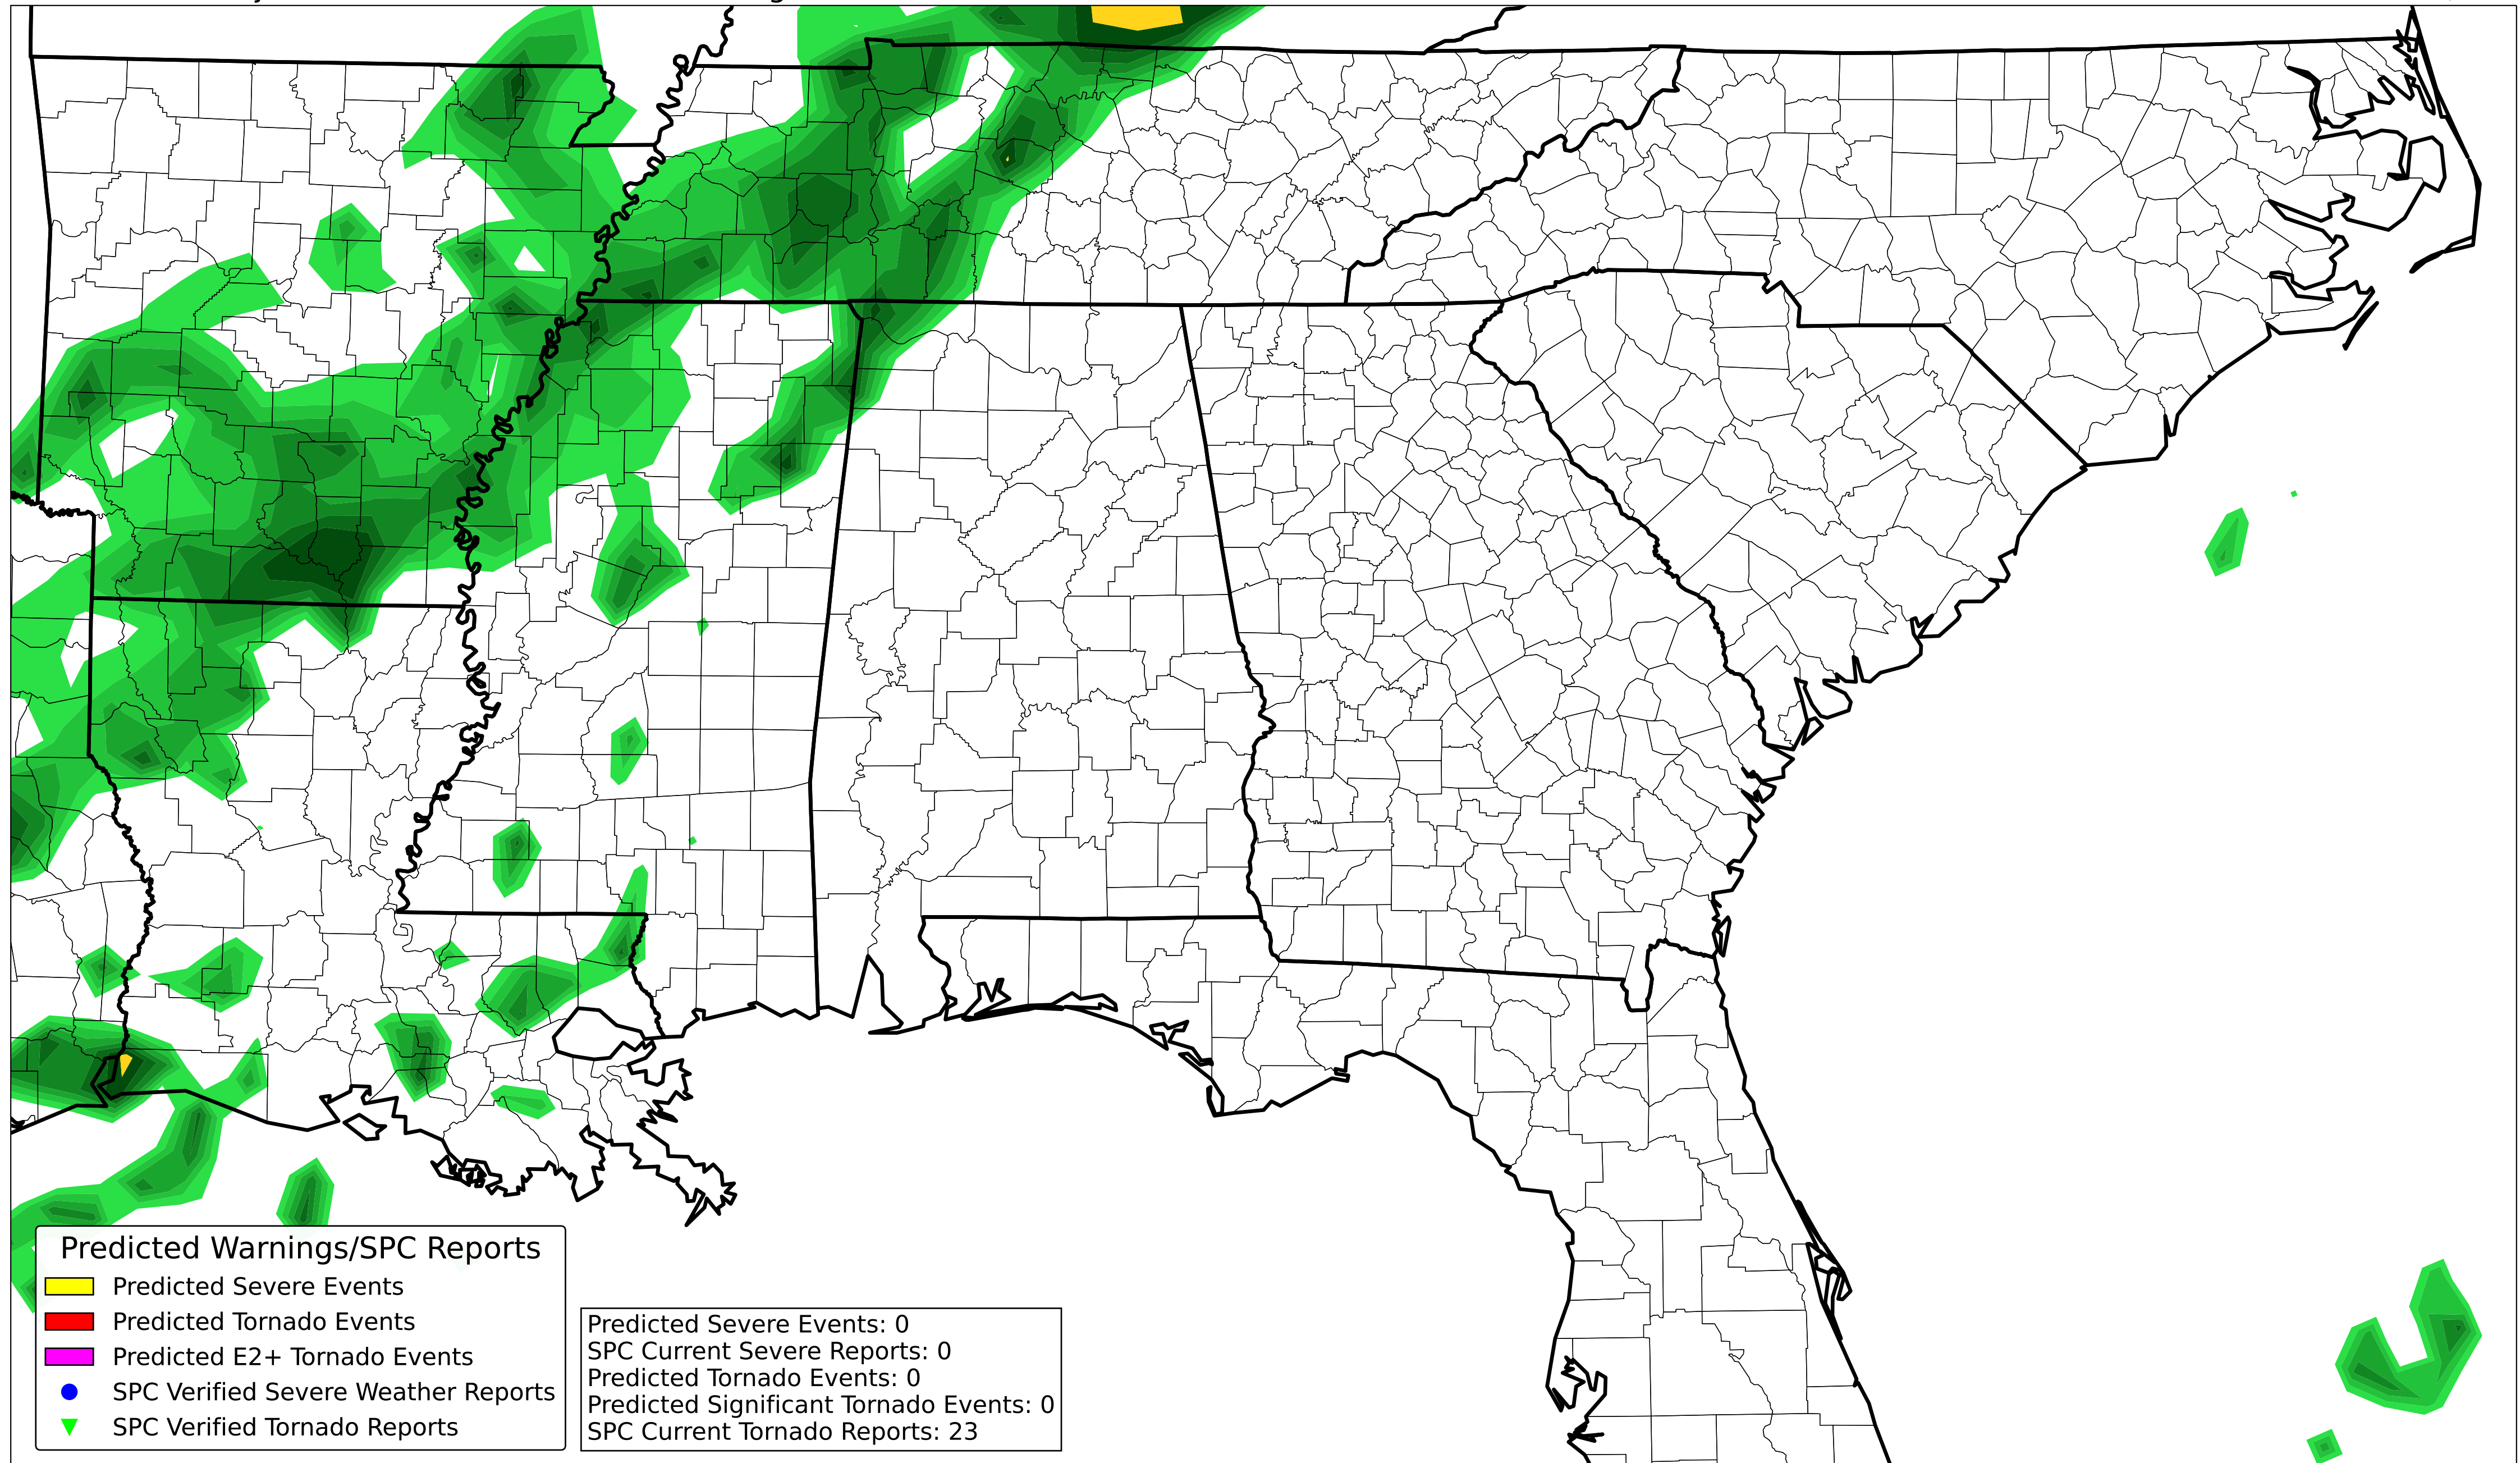 Predicted Warnings/SPC Reports
Predicted Severe Events
Predicted Tornado Events
Predicted E2+ Tornado Events
SPC Verified Severe Weather Reports
SPC Verified Tornado Reports
Predicted Severe Events: 0
SPC Current Severe Reports: 0
Predicted Tornado Events: 0
Predicted Significant Tornado Events: 0
SPC Current Tornado Reports: 23